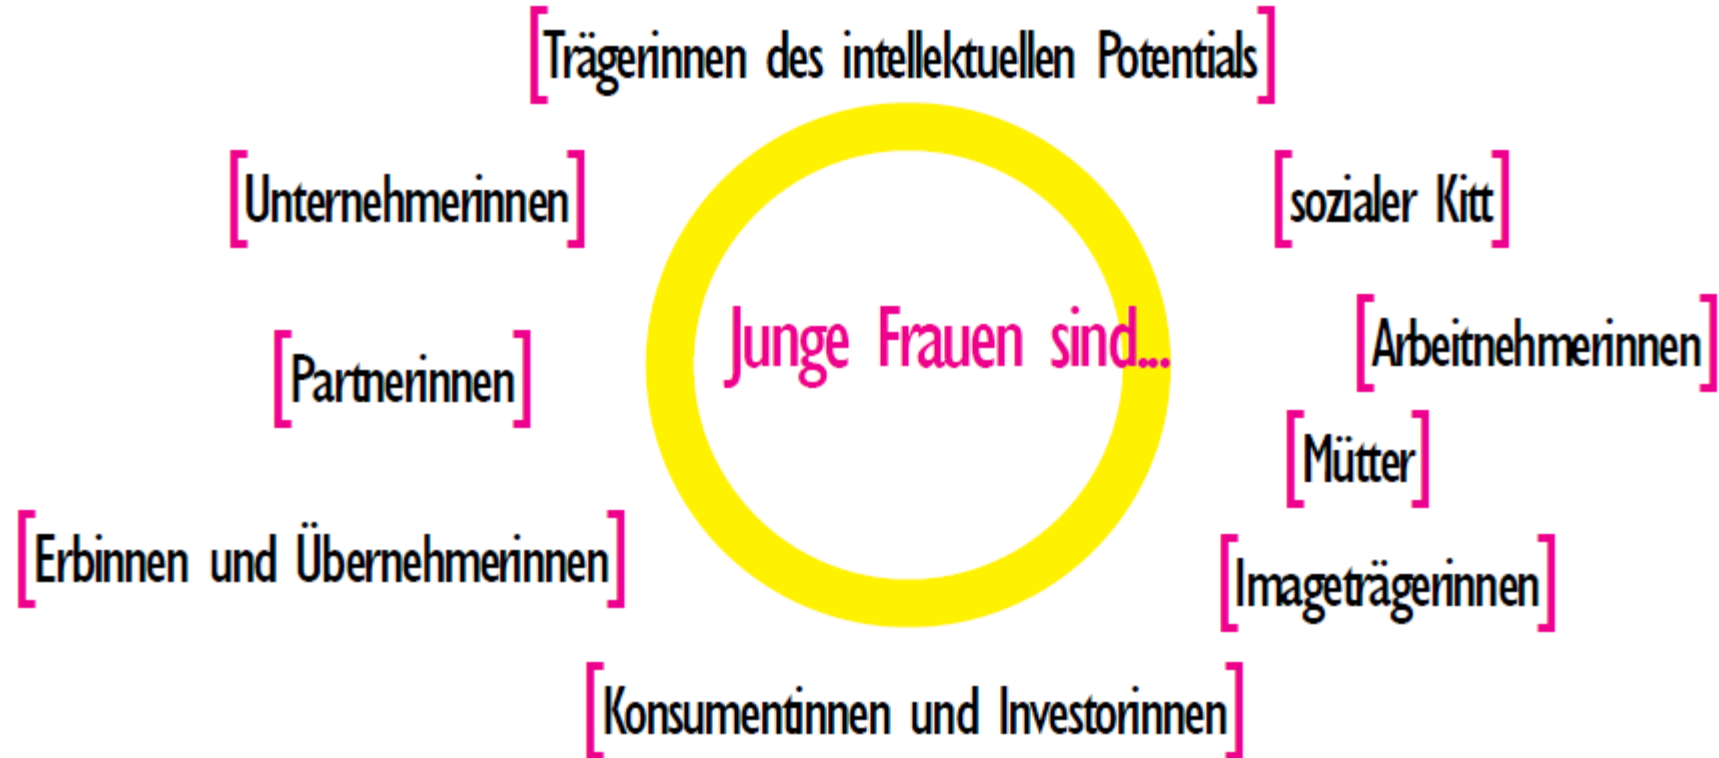 [Trägerinnen des intellektuellen Potentials]
[Unternehmerinnen]
[sozialer Kitt]
Junge Frauen sind...
[Arbeitnehmerinnen]
[Partnerinnen]
[Mütter]
[Erbinnen und Übernehmerinnen]
[Imageträgerinnen]
[Konsumentinnen und Investorinnen]